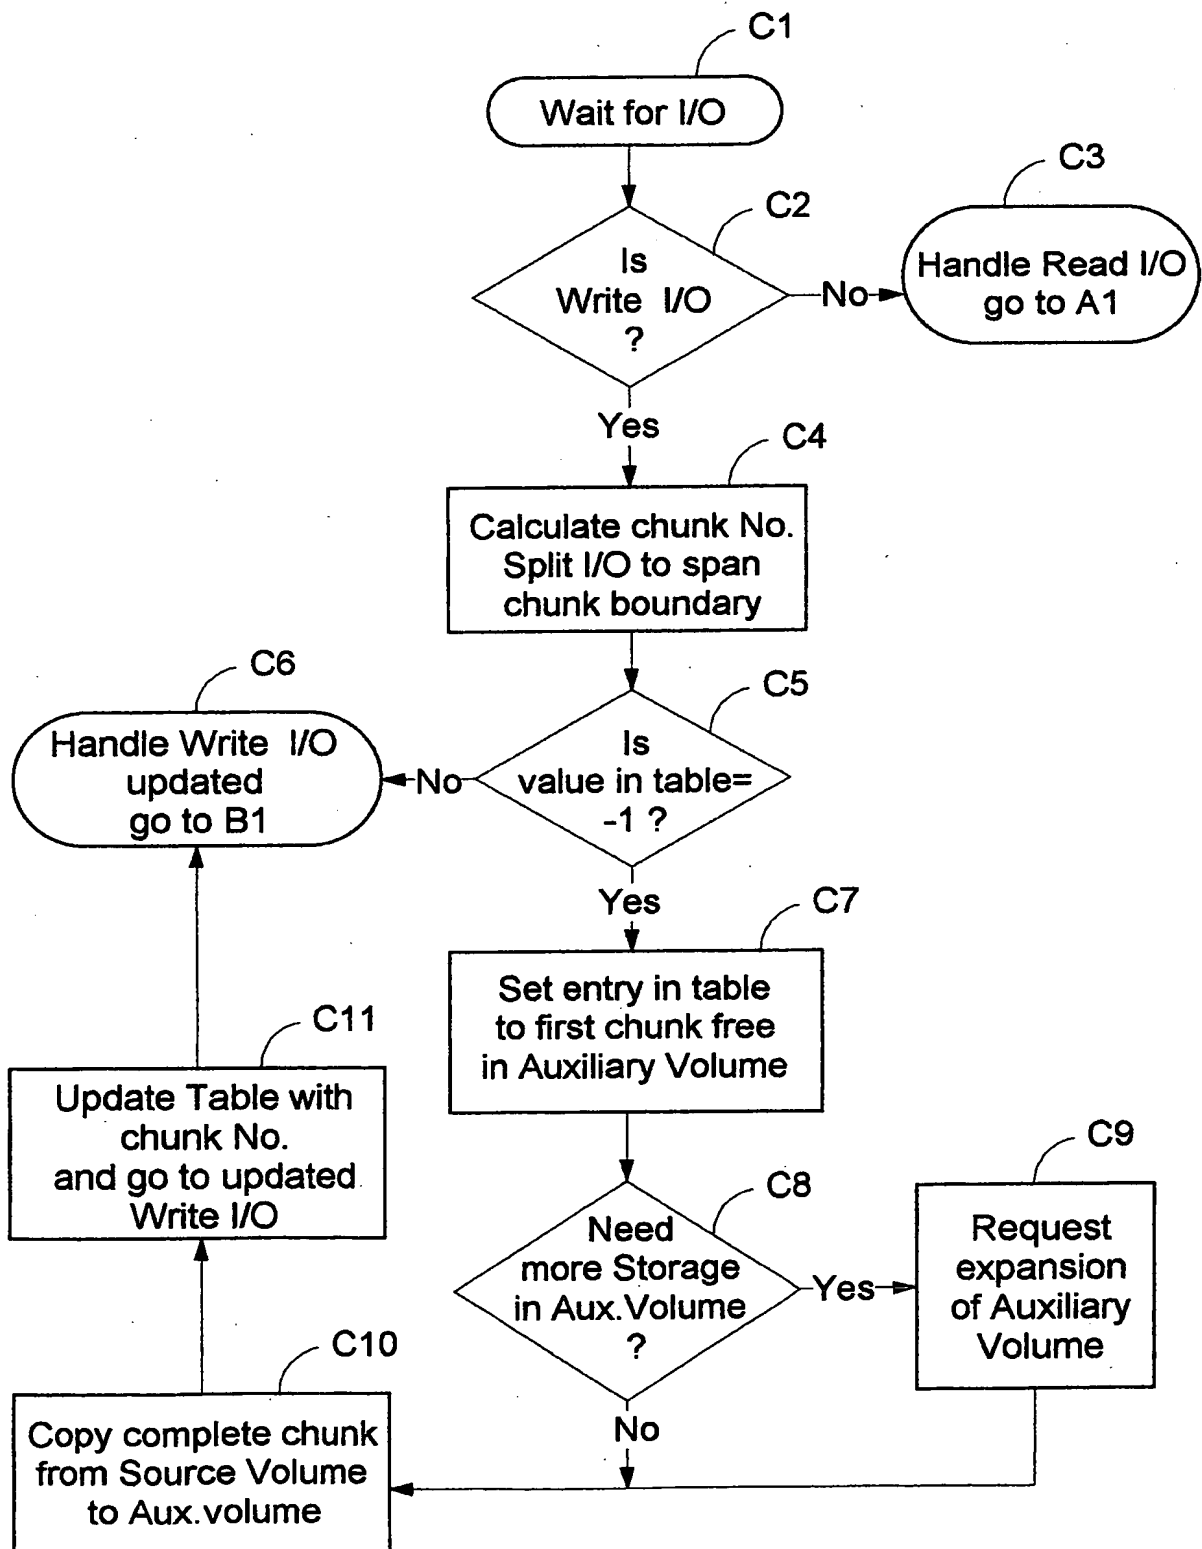 C1
Wait for I/O
C3
C2
Handle Read I/O
go to A1
Is
Write I/O
?
No
Yes
C4
Calculate chunk No.
Split I/O to span
chunk boundary
C6
C5
Handle Write I/O
updated
go to B1
No
Is
value in table=
-1 ?
Yes
C7
Set entry in table
to first chunk free
in Auxiliary Volume
C11
Update Table with
chunk No.
and go to updated
Write I/O
C9
C8
Need
more Storage
in Aux.Volume
?
Yes
Request
expansion
of Auxiliary
Volume
C10
No
Copy complete chunk
from Source Volume
to Aux.volume